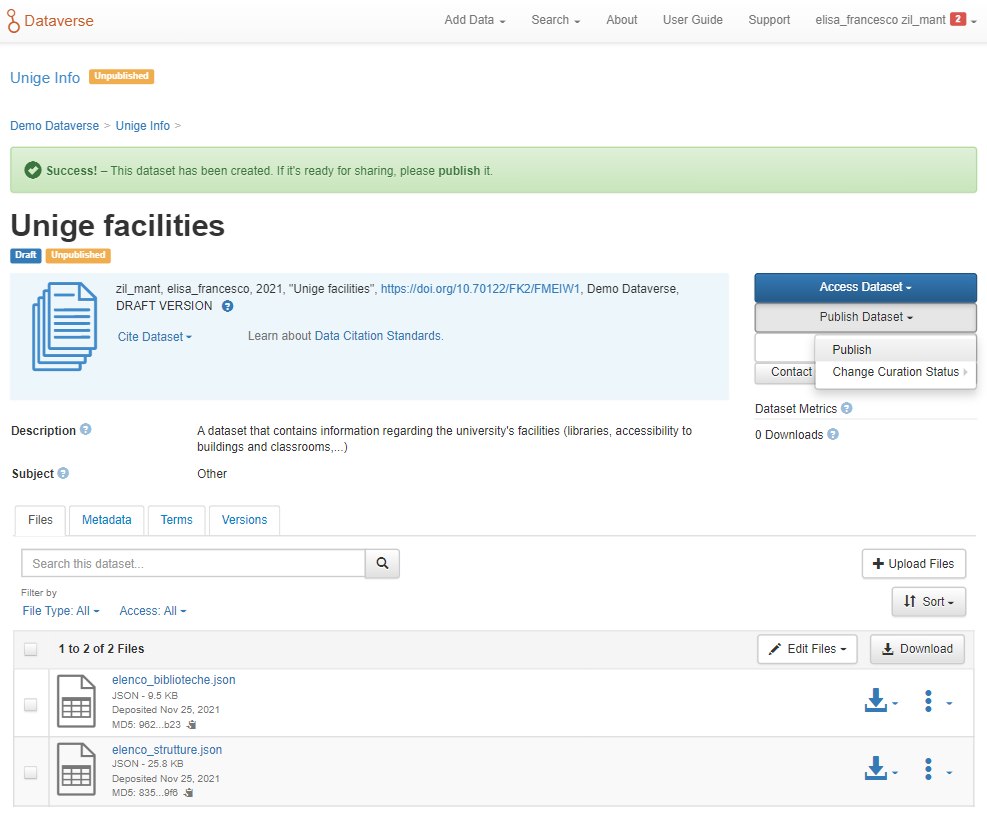 Dataverse
Add Data
Search
About
User Guide
Support
elisa_francesco zil_mant 2
Unige Info Unpublished
Demo Dataverse > Unige Info >
Success! – This dataset has been created. If it's ready for sharing, please publish it.
Unige facilities
Draft Unpublished
zil_mant, elisa_francesco, 2021, "Unige facilities", https://doi.org/10.70122/FK2/FMEIW1, Demo Dataverse,
DRAFT VERSION ?
Cite Dataset
Learn about Data Citation Standards.
Access Dataset
Publish Dataset
Publish
Change Curation Status
Contact
Dataset Metrics ?
0 Downloads ?
Description ?
A dataset that contains information regarding the university's facilities (libraries, accessibility to
buildings and classrooms,...)
Subject ?
Other
Files
Metadata
Terms
Versions
Search this dataset...
Upload Files
Filter by
File Type: All
Access: All
Sort
1 to 2 of 2 Files
Edit Files
Download
elenco_biblioteche.json
JSON - 9.5 KB
Deposited Nov 25, 2021
MD5: 962...b23
elenco_strutture.json
JSON - 25.8 KB
Deposited Nov 25, 2021
MD5: 835...9f6